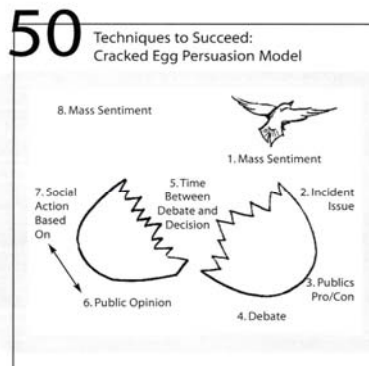 50
Techniques to Succeed:
Cracked Egg Persuasion Model
8. Mass Sentiment
1. Mass Sentiment
7. Social
Action
Based
On
5. Time
Between
Debate and
Decision
2. Incident
Issue
3. Publics
Pro/Con
6. Public Opinion
4. Debate